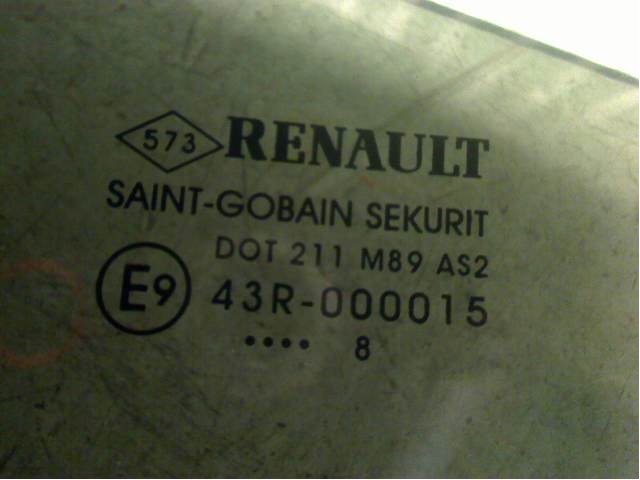 573 RENAULT
SAINT-GOBAIN SEKURIT
DOT 211 M89 AS2
E9 43R-000015
•••• 8